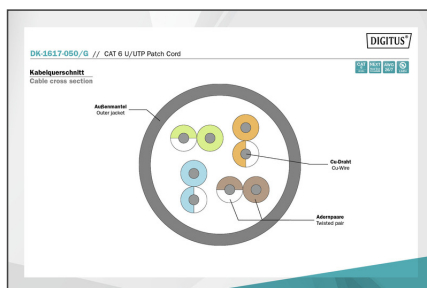 DIGITUS®
DK-1617-050/G // CAT 6 U/UTP Patch Cord
Kabelquerschnitt
Cable cross section
Außenmantel
Outer jacket
Cu-Draht
Cu-Wire
Adernpaare
Twisted pair